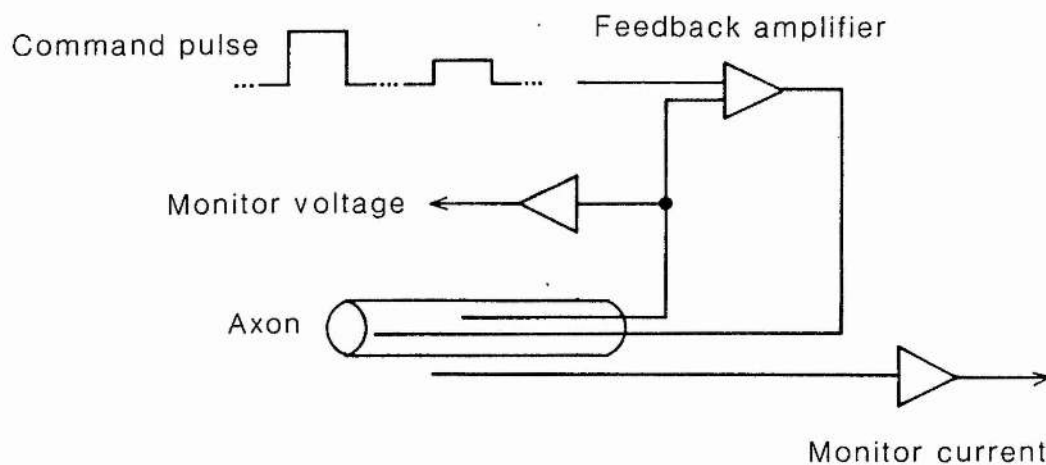 Command pulse
Feedback amplifier
Monitor voltage
Axon
Monitor current